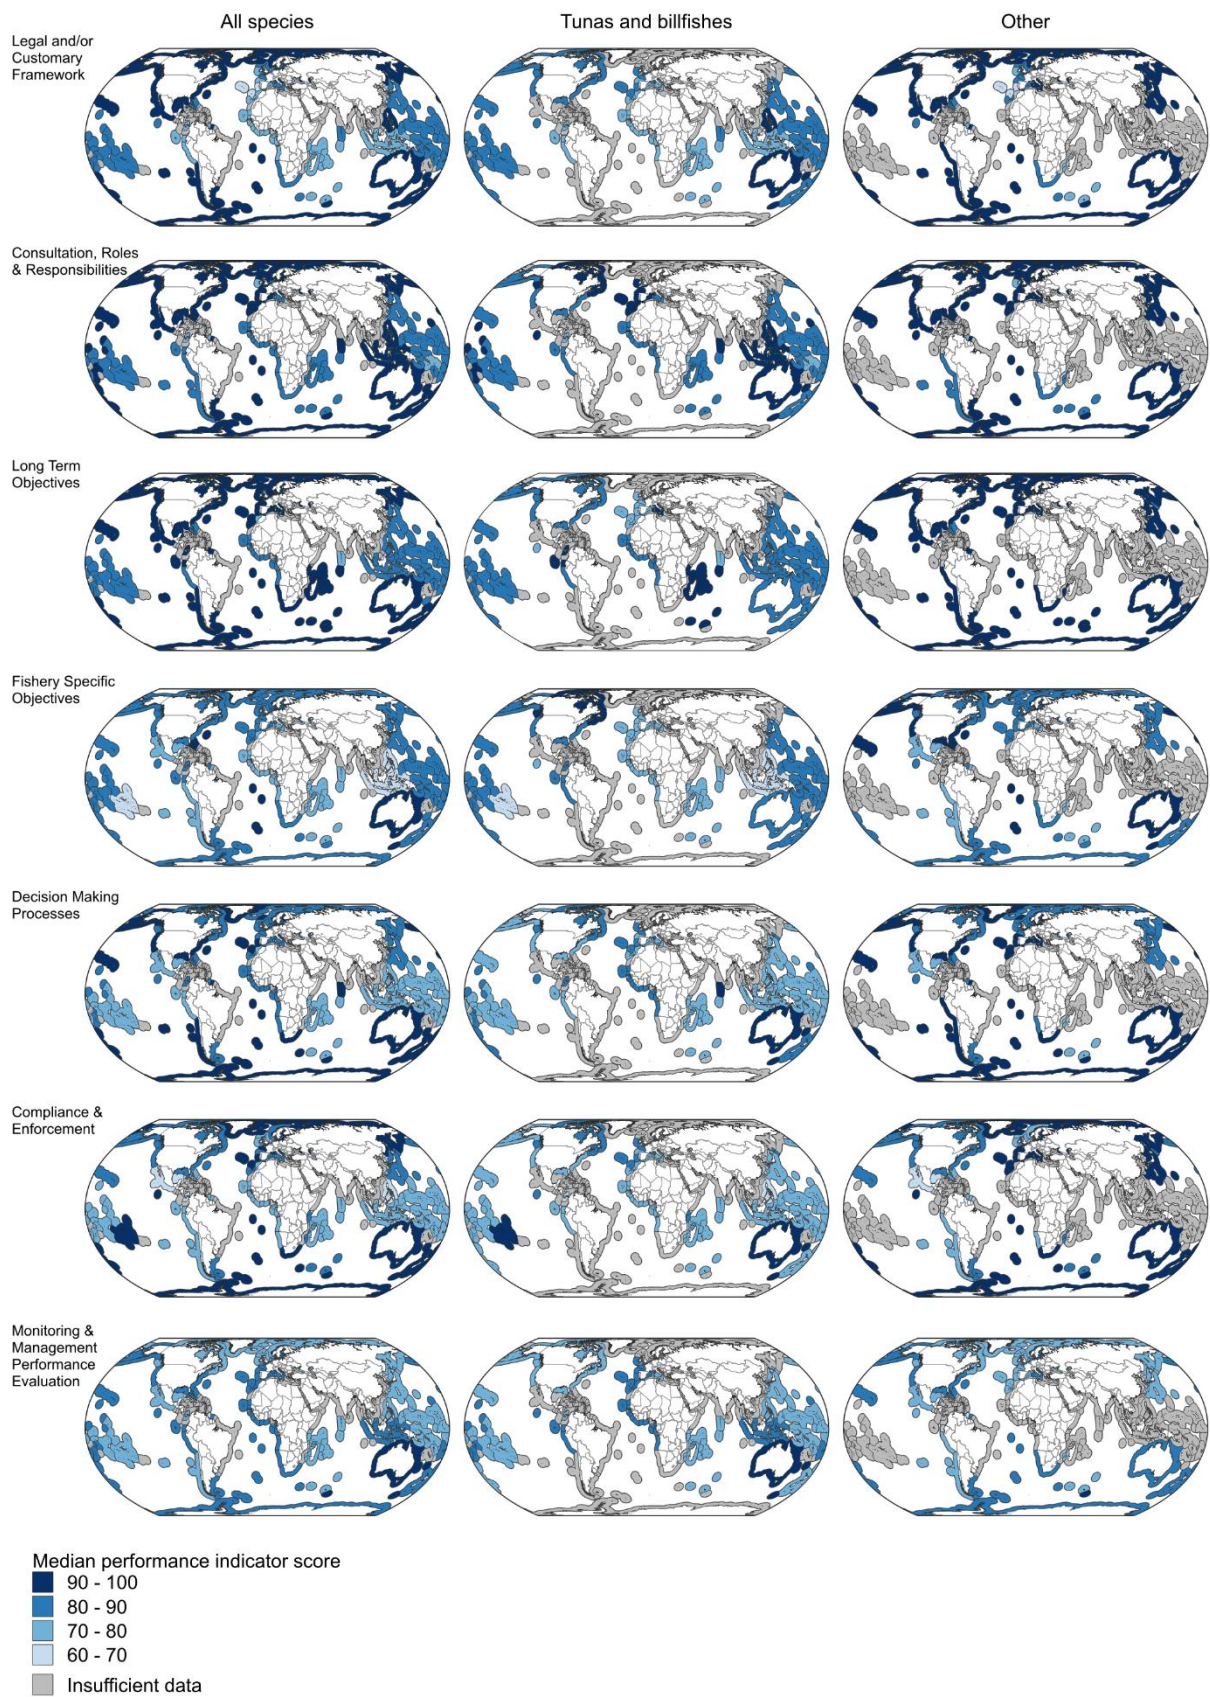 All species
Tunas and billfishes
Other
Legal and/or
Customary
Framework
Consultation, Roles
& Responsibilities
Long Term
Objectives
Fishery Specific
Objectives
Decision Making
Processes
Compliance &
Enforcement
Monitoring &
Management
Performance
Evaluation
Median performance indicator score
90 - 100
80 - 90
70 - 80
60 - 70
Insufficient data